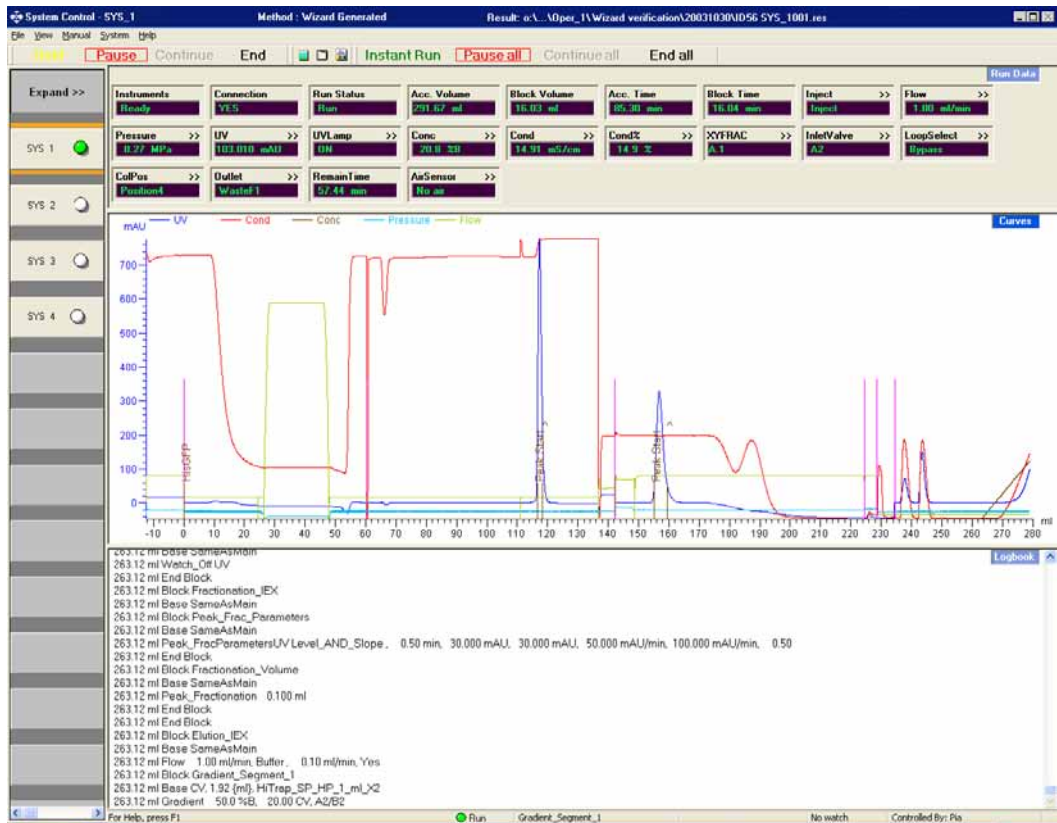 System Control - SYS_1 Method : Wizard Generated Result: o:\...\Oper_1\Wizard verification\20031030\ID56 SYS_1001.res
File View Manual System Help
Hold Pause Continue End Instant Run Pause all Continue all End all
Run Data
Expand >>
Instruments Connection Run Status Acc. Volume Block Volume Acc. Time Block Time Inject >> Flow >>
Ready YES Run 291.67 ml 16.03 ml 85.30 min 16.04 min Inject 1.00 ml/min
Pressure >> UV >> UVLamp >> Conc >> Cond >> Cond% >> XYFRAC >> InletValve >> LoopSelect >>
0.27 MPa 103.010 mAU ON 20.8 %B 14.91 mS/cm 14.9 % A.1 A2 Bypass
ColPos >> Outlet >> RemainTime AirSensor >>
Position4 WasteF1 57.44 min No air
SYS 1
SYS 2
SYS 3
SYS 4
Curves
UV Cond Conc Pressure Flow
mAU
700
600
500
400
300
200
100
0
HisGFP
Peak Start
Peak Start
-10 0 10 20 30 40 50 60 70 80 90 100 110 120 130 140 150 160 170 180 190 200 210 220 230 240 250 260 270 280 ml
Logbook
263.12 ml Base SameAsMain
263.12 ml Watch_Off UV
263.12 ml End Block
263.12 ml Block Fractionation_IEX
263.12 ml Base SameAsMain
263.12 ml Block Peak_Frac_Parameters
263.12 ml Base SameAsMain
263.12 ml Peak_FracParametersUV Level_AND_Slope , 0.50 min, 30.000 mAU, 30.000 mAU, 50.000 mAU/min, 100.000 mAU/min, 0.50
263.12 ml End Block
263.12 ml Block Fractionation_Volume
263.12 ml Base SameAsMain
263.12 ml Peak_Fractionation 0.100 ml
263.12 ml End Block
263.12 ml End Block
263.12 ml Block Elution_IEX
263.12 ml Base SameAsMain
263.12 ml Flow 1.00 ml/min, Buffer , 0.10 ml/min, Yes
263.12 ml Block Gradient_Segment_1
263.12 ml Base CV, 1.92 {ml}, HiTrap_SP_HP_1_ml_X2
263.12 ml Gradient 50.0 %B, 20.00 CV, A2/B2
For Help, press F1 Run Gradient_Segment_1 No watch Controlled By: Pia